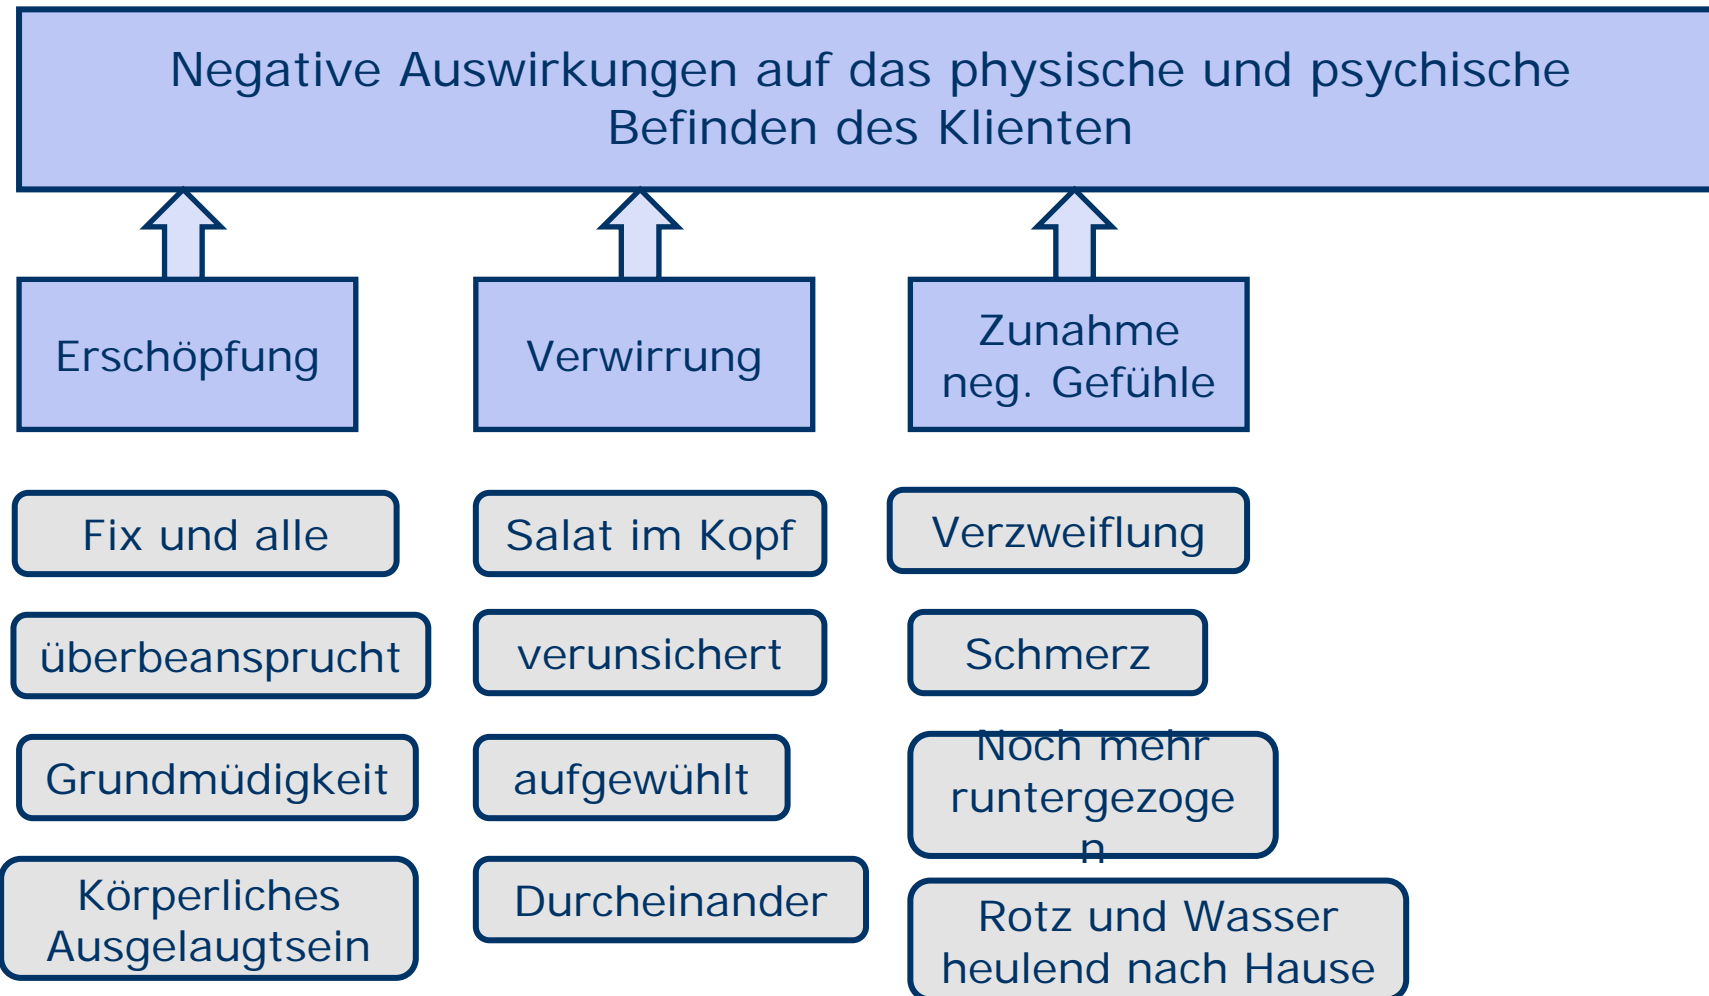 Negative Auswirkungen auf das physische und psychische
Befinden des Klienten
Erschöpfung
Verwirrung
Zunahme
neg. Gefühle
Fix und alle
Salat im Kopf
Verzweiflung
überbeansprucht
verunsichert
Schmerz
Grundmüdigkeit
aufgewühlt
Noch mehr
runtergezoge
n
Körperliches
Ausgelaugtsein
Durcheinander
Rotz und Wasser
heulend nach Hause